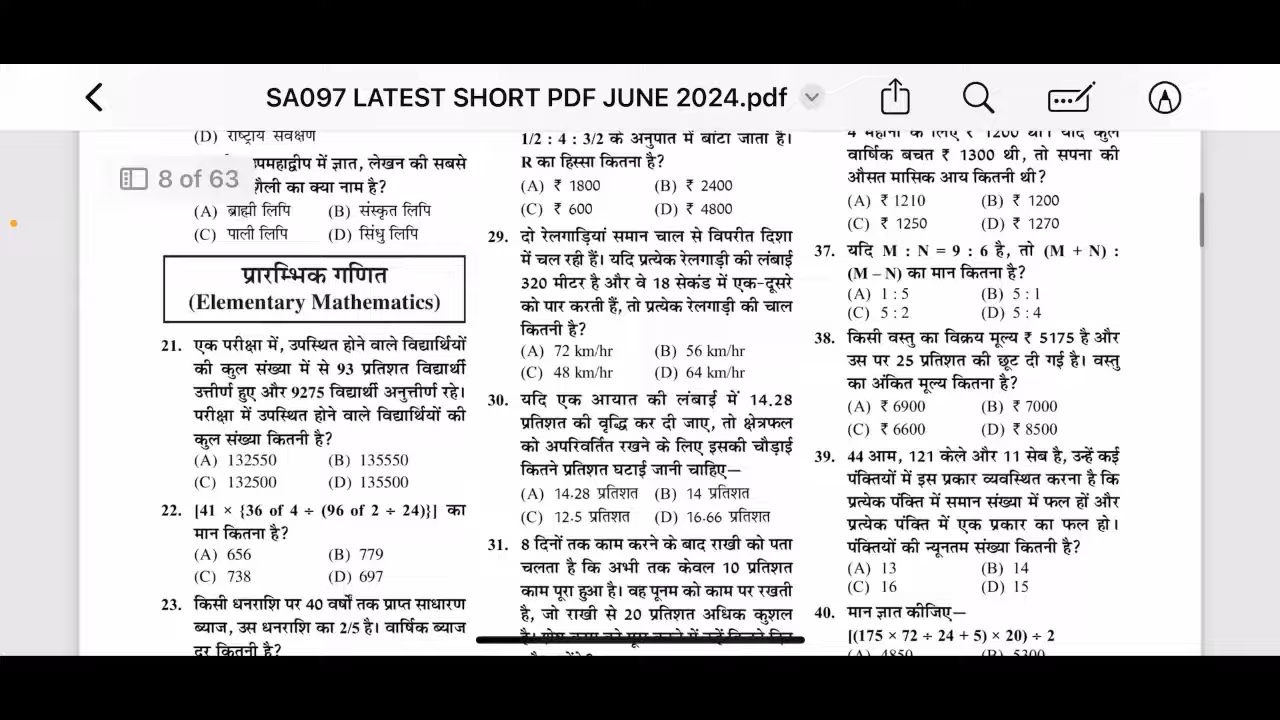 SA097 LATEST SHORT PDF JUNE 2024.pdf
8 of 63
(D) राष्ट्रीय सर्वेक्षण
पमहाद्वीप में ज्ञात, लेखन की सबसे
शैली का क्या नाम है?
(A) ब्राह्मी लिपि (B) संस्कृत लिपि
(C) पाली लिपि (D) सिंधु लिपि
प्रारम्भिक गणित
(Elementary Mathematics)
21. एक परीक्षा में, उपस्थित होने वाले विद्यार्थियों
की कुल संख्या में से 93 प्रतिशत विद्यार्थी
उत्तीर्ण हुए और 9275 विद्यार्थी अनुत्तीर्ण रहे।
परीक्षा में उपस्थित होने वाले विद्यार्थियों की
कुल संख्या कितनी है?
(A) 132550 (B) 135550
(C) 132500 (D) 135500
22. [41 × {36 of 4 ÷ (96 of 2 ÷ 24)}] का
मान कितना है?
(A) 656 (B) 779
(C) 738 (D) 697
23. किसी धनराशि पर 40 वर्षों तक प्राप्त साधारण
ब्याज, उस धनराशि का 2/5 है। वार्षिक ब्याज
दर कितनी है?
1/2 : 4 : 3/2 के अनुपात में बांटा जाता है।
R का हिस्सा कितना है?
(A) ₹ 1800 (B) ₹ 2400
(C) ₹ 600 (D) ₹ 4800
29. दो रेलगाड़ियां समान चाल से विपरीत दिशा
में चल रही हैं। यदि प्रत्येक रेलगाड़ी की लंबाई
320 मीटर है और वे 18 सेकंड में एक-दूसरे
को पार करती हैं, तो प्रत्येक रेलगाड़ी की चाल
कितनी है?
(A) 72 km/hr (B) 56 km/hr
(C) 48 km/hr (D) 64 km/hr
30. यदि एक आयात की लंबाई में 14.28
प्रतिशत की वृद्धि कर दी जाए, तो क्षेत्रफल
को अपरिवर्तित रखने के लिए इसकी चौड़ाई
कितने प्रतिशत घटाई जानी चाहिए—
(A) 14.28 प्रतिशत (B) 14 प्रतिशत
(C) 12.5 प्रतिशत (D) 16.66 प्रतिशत
31. 8 दिनों तक काम करने के बाद राखी को पता
चलता है कि अभी तक केवल 10 प्रतिशत
काम पूरा हुआ है। वह पूनम को काम पर रखती
है, जो राखी से 20 प्रतिशत अधिक कुशल
4 महीनों के लिए ₹ 1200 थी। यदि कुल
वार्षिक बचत ₹ 1300 थी, तो सपना की
औसत मासिक आय कितनी थी?
(A) ₹ 1210 (B) ₹ 1200
(C) ₹ 1250 (D) ₹ 1270
37. यदि M : N = 9 : 6 है, तो (M + N) :
(M – N) का मान कितना है?
(A) 1 : 5 (B) 5 : 1
(C) 5 : 2 (D) 5 : 4
38. किसी वस्तु का विक्रय मूल्य ₹ 5175 है और
उस पर 25 प्रतिशत की छूट दी गई है। वस्तु
का अंकित मूल्य कितना है?
(A) ₹ 6900 (B) ₹ 7000
(C) ₹ 6600 (D) ₹ 8500
39. 44 आम, 121 केले और 11 सेब है, उन्हें कई
पंक्तियों में इस प्रकार व्यवस्थित करना है कि
प्रत्येक पंक्ति में समान संख्या में फल हों और
प्रत्येक पंक्ति में एक प्रकार का फल हो।
पंक्तियों की न्यूनतम संख्या कितनी है?
(A) 13 (B) 14
(C) 16 (D) 15
40. मान ज्ञात कीजिए—
[(175 × 72 ÷ 24 + 5) × 20) ÷ 2
(A) 4850 (B) 5300